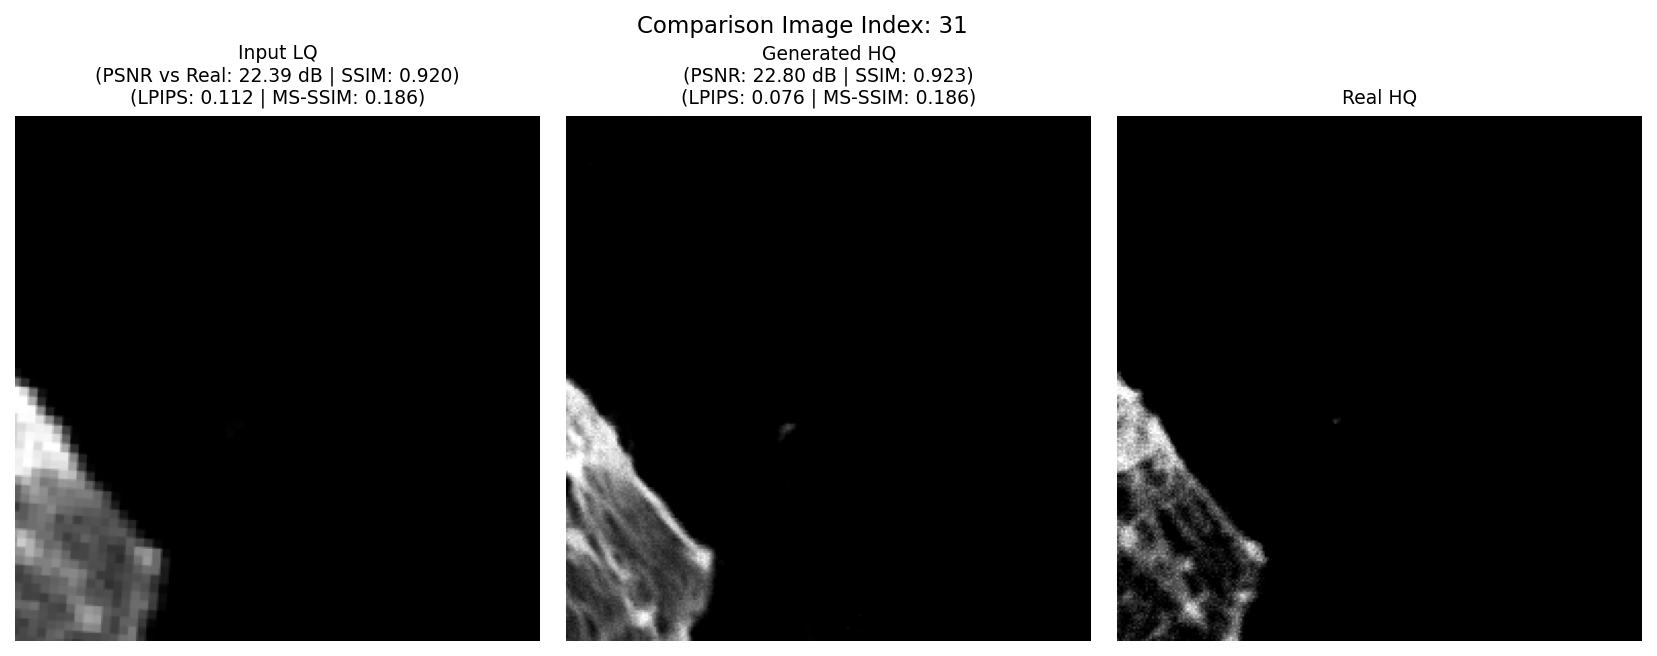 Comparison Image Index: 31
Input LQ
(PSNR vs Real: 22.39 dB | SSIM: 0.920)
(LPIPS: 0.112 | MS-SSIM: 0.186)
Generated HQ
(PSNR: 22.80 dB | SSIM: 0.923)
(LPIPS: 0.076 | MS-SSIM: 0.186)
Real HQ